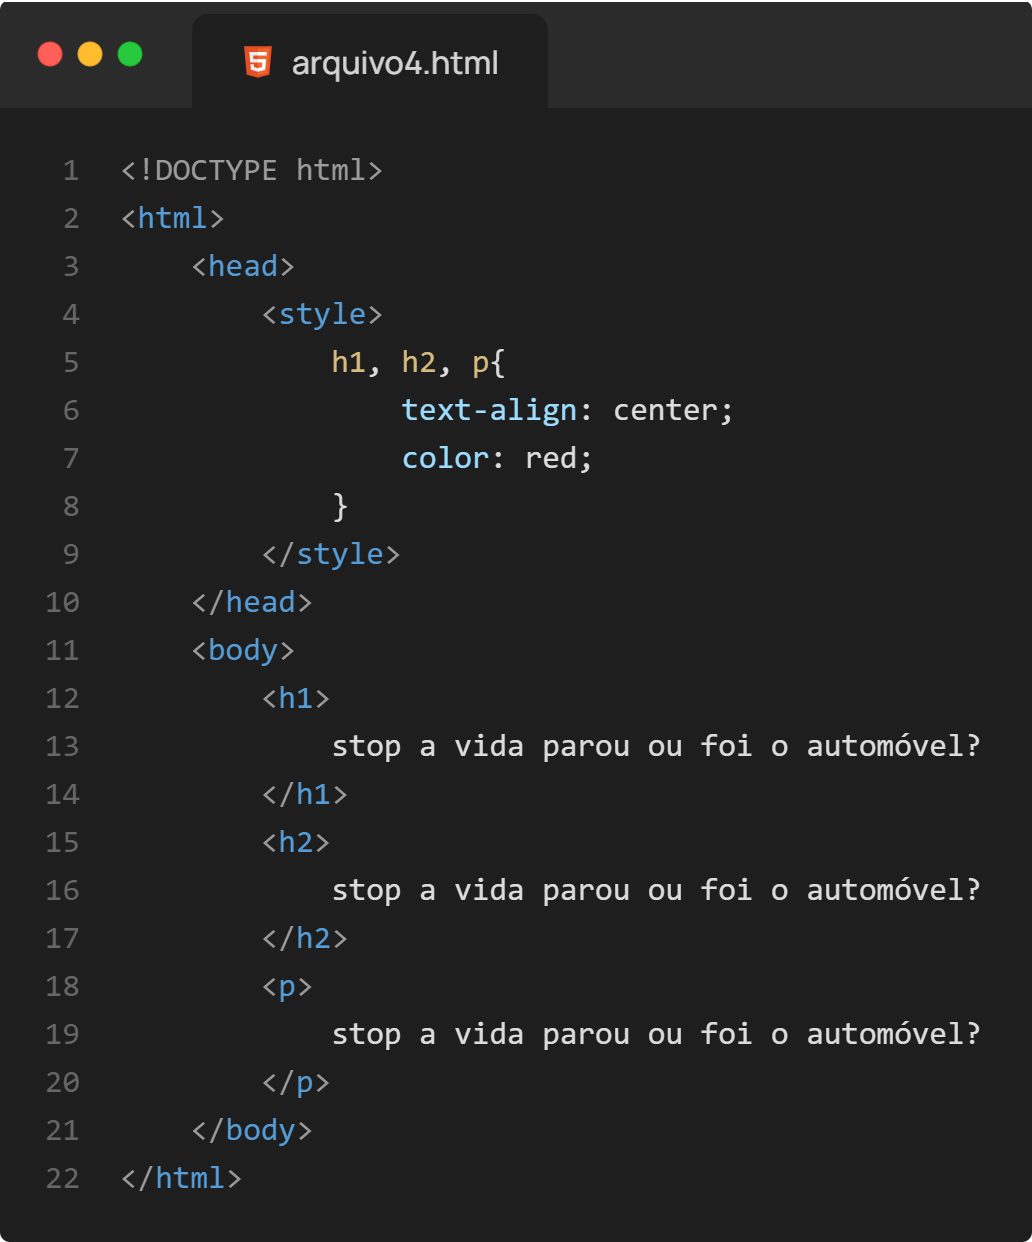 arquivo4.html
1 <!DOCTYPE html>
2 <html>
3     <head>
4         <style>
5             h1, h2, p{
6                 text-align: center;
7                 color: red;
8             }
9         </style>
10     </head>
11     <body>
12         <h1>
13             stop a vida parou ou foi o automóvel?
14         </h1>
15         <h2>
16             stop a vida parou ou foi o automóvel?
17         </h2>
18         <p>
19             stop a vida parou ou foi o automóvel?
20         </p>
21     </body>
22 </html>